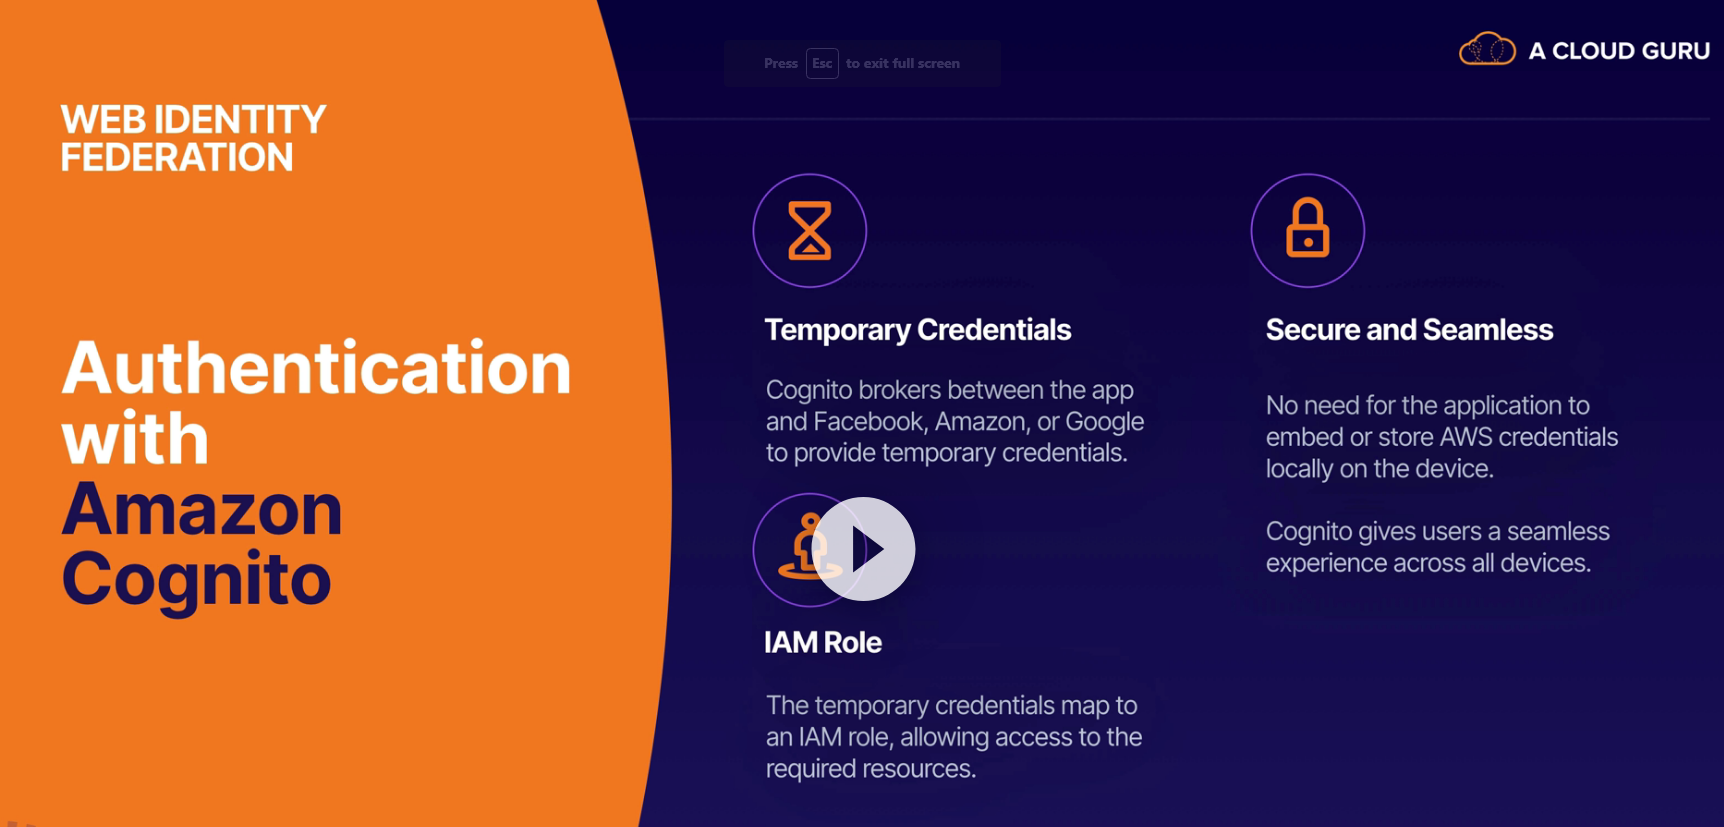 Press Esc to exit full screen
A CLOUD GURU
WEB IDENTITY
FEDERATION
Authentication
with
Amazon
Cognito
Temporary Credentials
Cognito brokers between the app
and Facebook, Amazon, or Google
to provide temporary credentials.
IAM Role
The temporary credentials map to
an IAM role, allowing access to the
required resources.
Secure and Seamless
No need for the application to
embed or store AWS credentials
locally on the device.
Cognito gives users a seamless
experience across all devices.